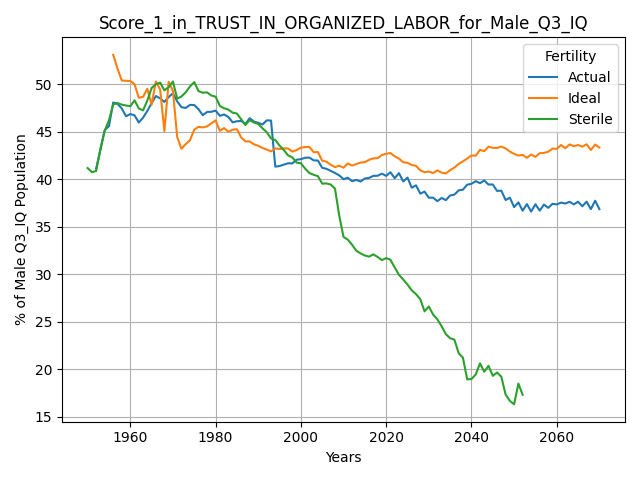 Score_1_in_TRUST_IN_ORGANIZED_LABOR_for_Male_Q3_IQ
Fertility
Actual
Ideal
Sterile
% of Male Q3_IQ Population
50
45
40
35
30
25
20
15
1960
1980
2000
2020
2040
2060
Years